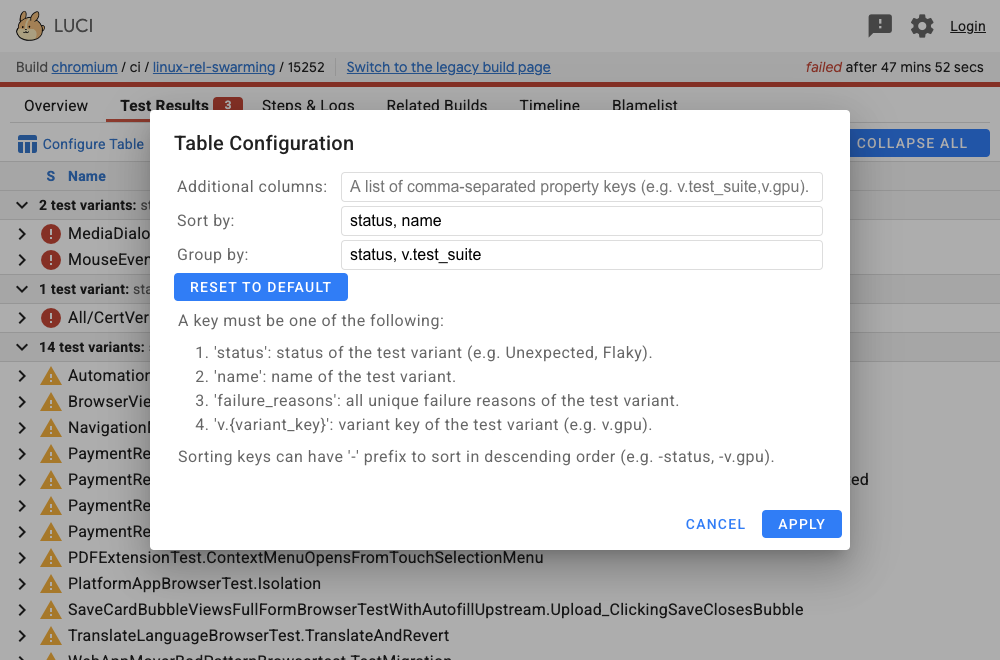 LUCI
Login
Build chromium / ci / linux-rel-swarming / 15252 Switch to the legacy build page failed after 47 mins 52 secs
Overview Test Results 3 Steps & Logs Related Builds Timeline Blamelist
Configure Table COLLAPSE ALL
S Name
2 test variants:
MediaDialo
MouseEven
1 test variant: sta
All/CertVer
14 test variants:
Automation
BrowserVie
Navigation
PaymentRe
PaymentRe ed
PaymentRe
PaymentRe
PDFExtensionTest.ContextMenuOpensFromTouchSelectionMenu
PlatformAppBrowserTest.Isolation
SaveCardBubbleViewsFullFormBrowserTestWithAutofillUpstream.Upload_ClickingSaveClosesBubble
TranslateLanguageBrowserTest.TranslateAndRevert
Table Configuration
Additional columns: A list of comma-separated property keys (e.g. v.test_suite,v.gpu).
Sort by: status, name
Group by: status, v.test_suite
RESET TO DEFAULT
A key must be one of the following:
1. 'status': status of the test variant (e.g. Unexpected, Flaky).
2. 'name': name of the test variant.
3. 'failure_reasons': all unique failure reasons of the test variant.
4. 'v.{variant_key}': variant key of the test variant (e.g. v.gpu).
Sorting keys can have '-' prefix to sort in descending order (e.g. -status, -v.gpu).
CANCEL APPLY